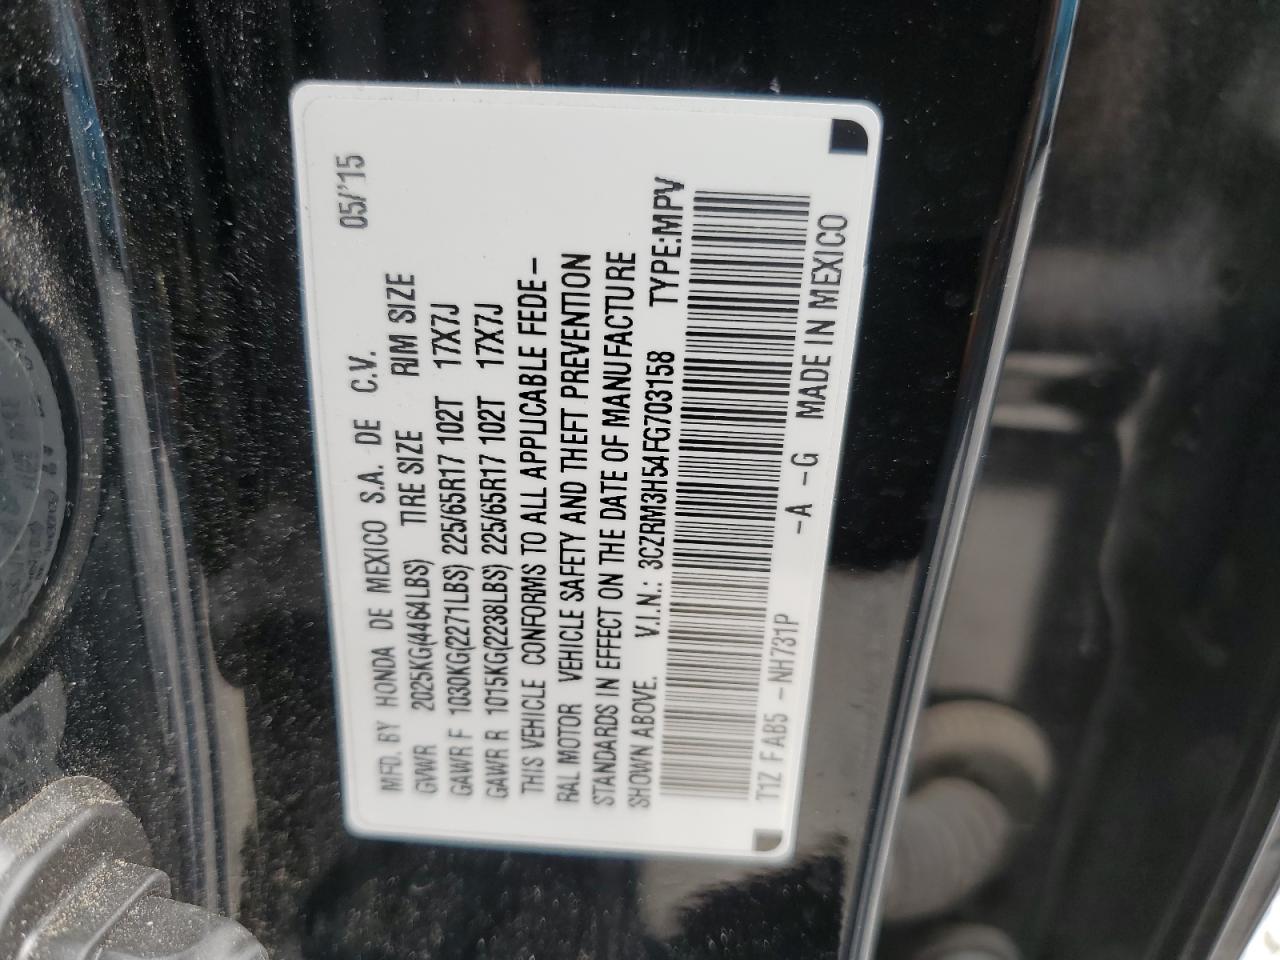 MFD. BY HONDA DE MEXICO S.A. DE C.V. 05/'15
GVWR 2025KG(4464LBS) TIRE SIZE RIM SIZE
GAWR F 1030KG(2271LBS) 225/65R17 102T 17X7J
GAWR R 1015KG(2238LBS) 225/65R17 102T 17X7J
THIS VEHICLE CONFORMS TO ALL APPLICABLE FEDE-
RAL MOTOR VEHICLE SAFETY AND THEFT PREVENTION
STANDARDS IN EFFECT ON THE DATE OF MANUFACTURE
SHOWN ABOVE. V.I.N.: 3CZRM3H54FG703158 TYPE:MPV
T1Z F AB5 -NH731P -A -G MADE IN MEXICO